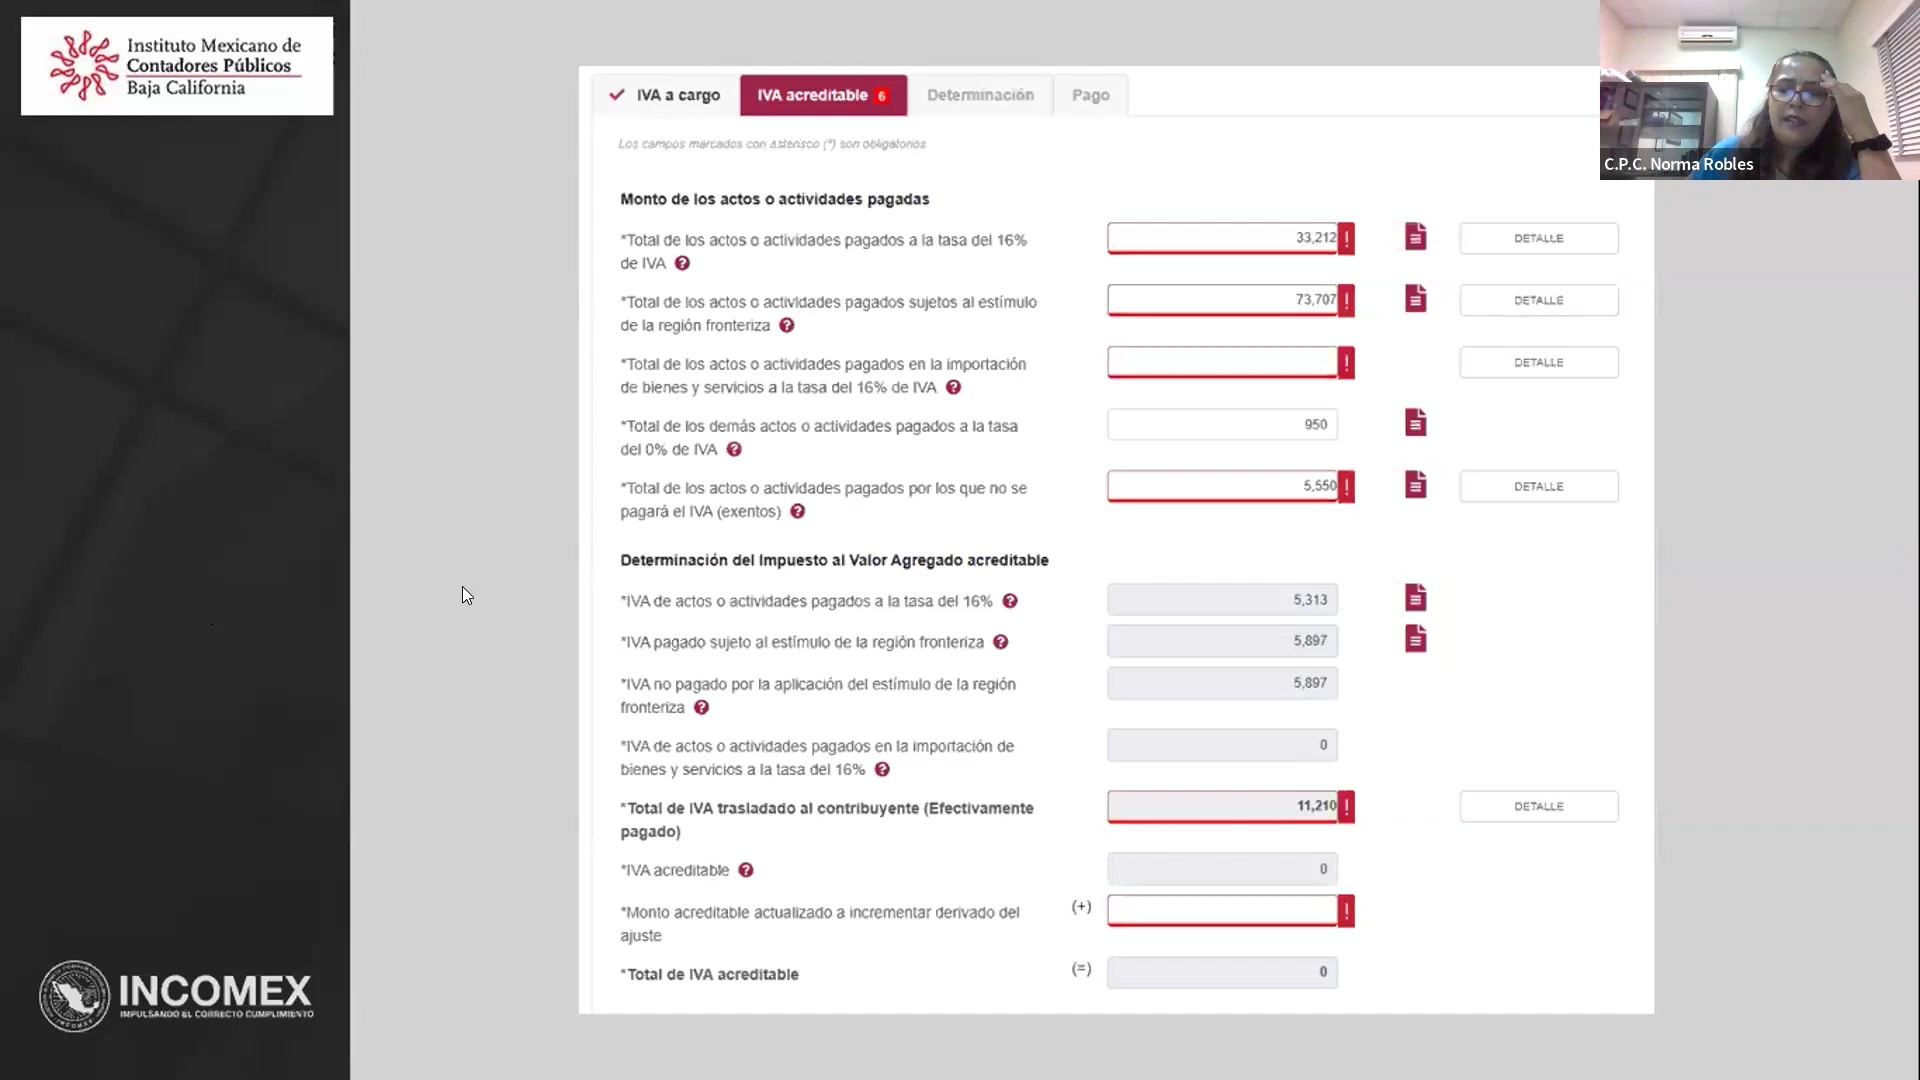 Instituto Mexicano de
Contadores Públicos
Baja California
IVA a cargo
IVA acreditable 6
Determinación
Pago
C.P.C. Norma Robles
Los campos marcados con asterisco (*) son obligatorios
Monto de los actos o actividades pagadas
*Total de los actos o actividades pagados a la tasa del 16%
de IVA ?
33,212 !
DETALLE
*Total de los actos o actividades pagados sujetos al estímulo
de la región fronteriza ?
73,707 !
DETALLE
*Total de los actos o actividades pagados en la importación
de bienes y servicios a la tasa del 16% de IVA ?
!
DETALLE
*Total de los demás actos o actividades pagados a la tasa
del 0% de IVA ?
950
*Total de los actos o actividades pagados por los que no se
pagará el IVA (exentos) ?
5,550 !
DETALLE
Determinación del Impuesto al Valor Agregado acreditable
*IVA de actos o actividades pagados a la tasa del 16% ?
5,313
*IVA pagado sujeto al estímulo de la región fronteriza ?
5,897
*IVA no pagado por la aplicación del estímulo de la región
fronteriza ?
5,897
*IVA de actos o actividades pagados en la importación de
bienes y servicios a la tasa del 16% ?
0
*Total de IVA trasladado al contribuyente (Efectivamente
pagado)
11,210 !
DETALLE
*IVA acreditable ?
0
*Monto acreditable actualizado a incrementar derivado del
ajuste
(+)
!
*Total de IVA acreditable
(=)
0
INCOMEX
IMPULSANDO EL CORRECTO CUMPLIMIENTO